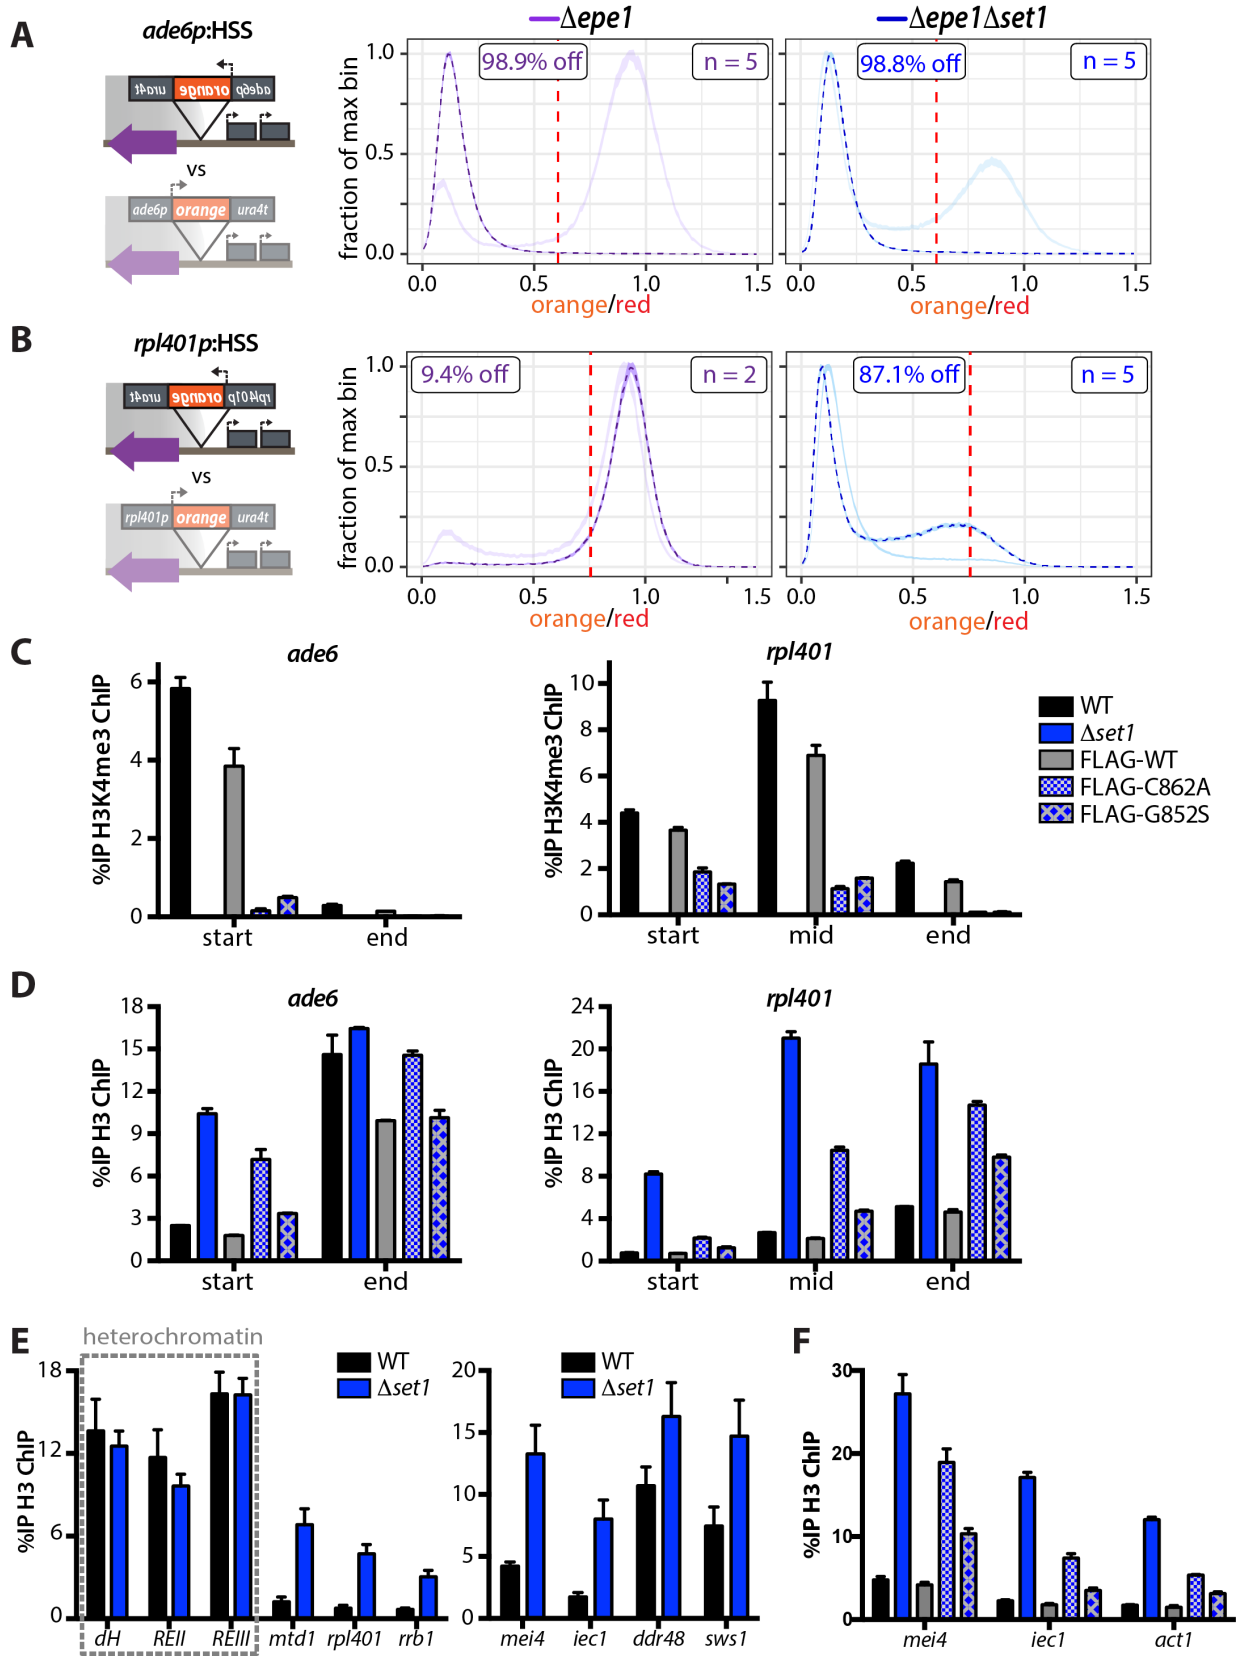 A
ade6p:HSS
ura4t orange ade6p
vs
ade6p orange ura4t
Δepe1
Δepe1Δset1
fraction of max bin
1.0
0.5
0.0
98.9% off
n = 5
98.8% off
n = 5
0.0 0.5 1.0 1.5
0.0 0.5 1.0 1.5
orange/red
orange/red
B
rpl401p:HSS
ura4t orange rpl401p
vs
rpl401p orange ura4t
fraction of max bin
1.0
0.5
0.0
9.4% off
n = 2
87.1% off
n = 5
0.0 0.5 1.0 1.5
0.0 0.5 1.0 1.5
orange/red
orange/red
C
ade6
%IP H3K4me3 ChIP
6
4
2
0
start end
rpl401
%IP H3K4me3 ChIP
10
8
6
4
2
0
start mid end
WT
Δset1
FLAG-WT
FLAG-C862A
FLAG-G852S
D
ade6
%IP H3 ChIP
18
15
12
9
6
3
0
start end
rpl401
%IP H3 ChIP
24
20
16
12
8
4
0
start mid end
E
heterochromatin
%IP H3 ChIP
18
12
6
0
WT
Δset1
dH REII REIII mtd1 rpl401 rrb1
20
15
10
5
0
WT
Δset1
mei4 iec1 ddr48 sws1
F
%IP H3 ChIP
30
20
10
0
mei4 iec1 act1